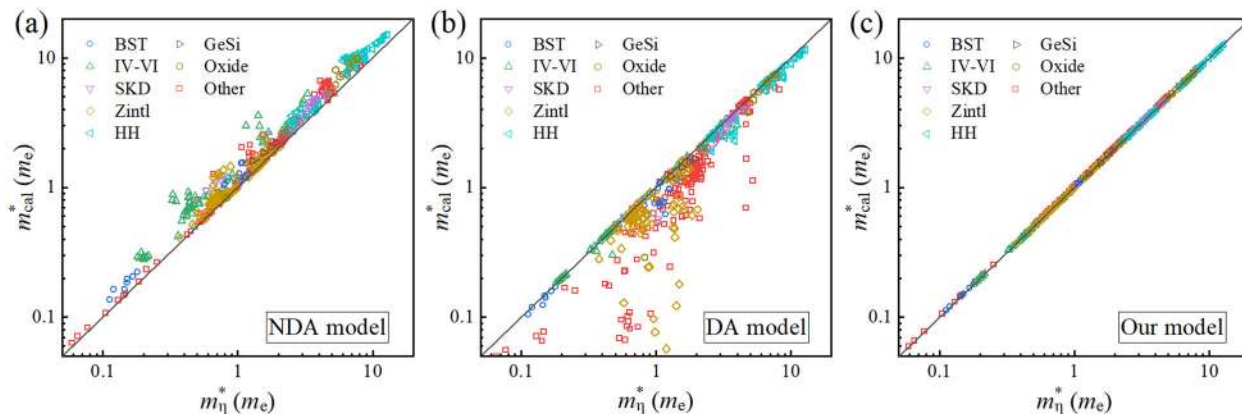 (a)
10
1
0.1
m*cal (me)
BST
IV-VI
SKD
Zintl
HH
GeSi
Oxide
Other
NDA model
0.1
1
10
m*η (me)
(b)
10
1
0.1
m*cal (me)
BST
IV-VI
SKD
Zintl
HH
GeSi
Oxide
Other
DA model
0.1
1
10
m*η (me)
(c)
10
1
0.1
m*cal (me)
BST
IV-VI
SKD
Zintl
HH
GeSi
Oxide
Other
Our model
0.1
1
10
m*η (me)